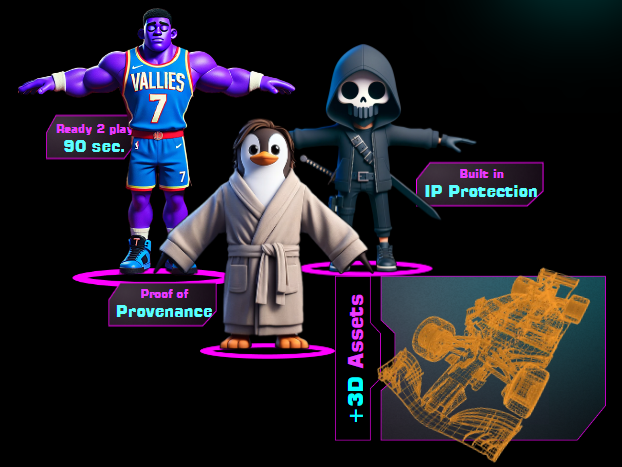 VALLIES
7
7
Ready 2 play
90 sec.
Built in
IP Protection
Proof of
Provenance
+3D Assets